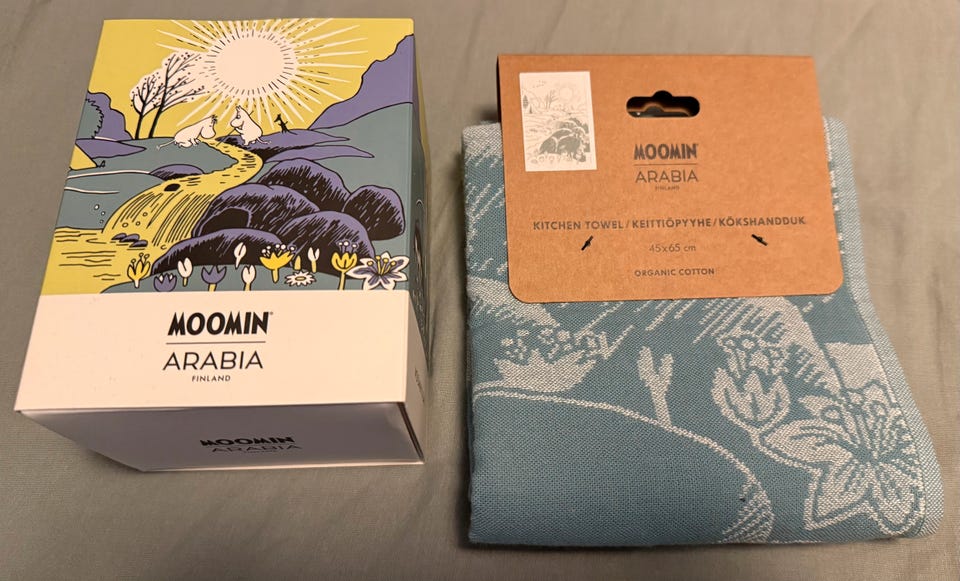 MOOMIN
ARABIA
FINLAND
MOOMIN
ARABIA
MOOMIN
ARABIA
FINLAND
KITCHEN TOWEL / KEITTIÖPYYHE / KÖKSHANDDUK
45x65 cm
ORGANIC COTTON